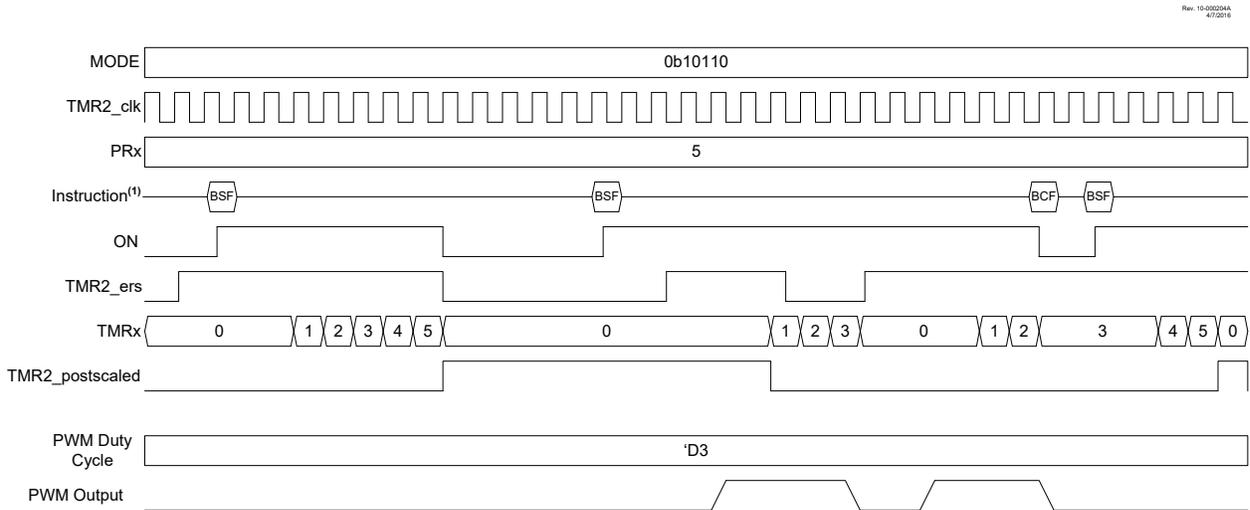 Rev. 10-000204A
4/7/2016
MODE 0b10110
TMR2_clk
PRx 5
Instruction(1) BSF BSF BCF BSF
ON
TMR2_ers
TMRx 0 1 2 3 4 5 0 1 2 3 0 1 2 3 4 5 0
TMR2_postscaled
PWM Duty
Cycle
‘D3
PWM Output